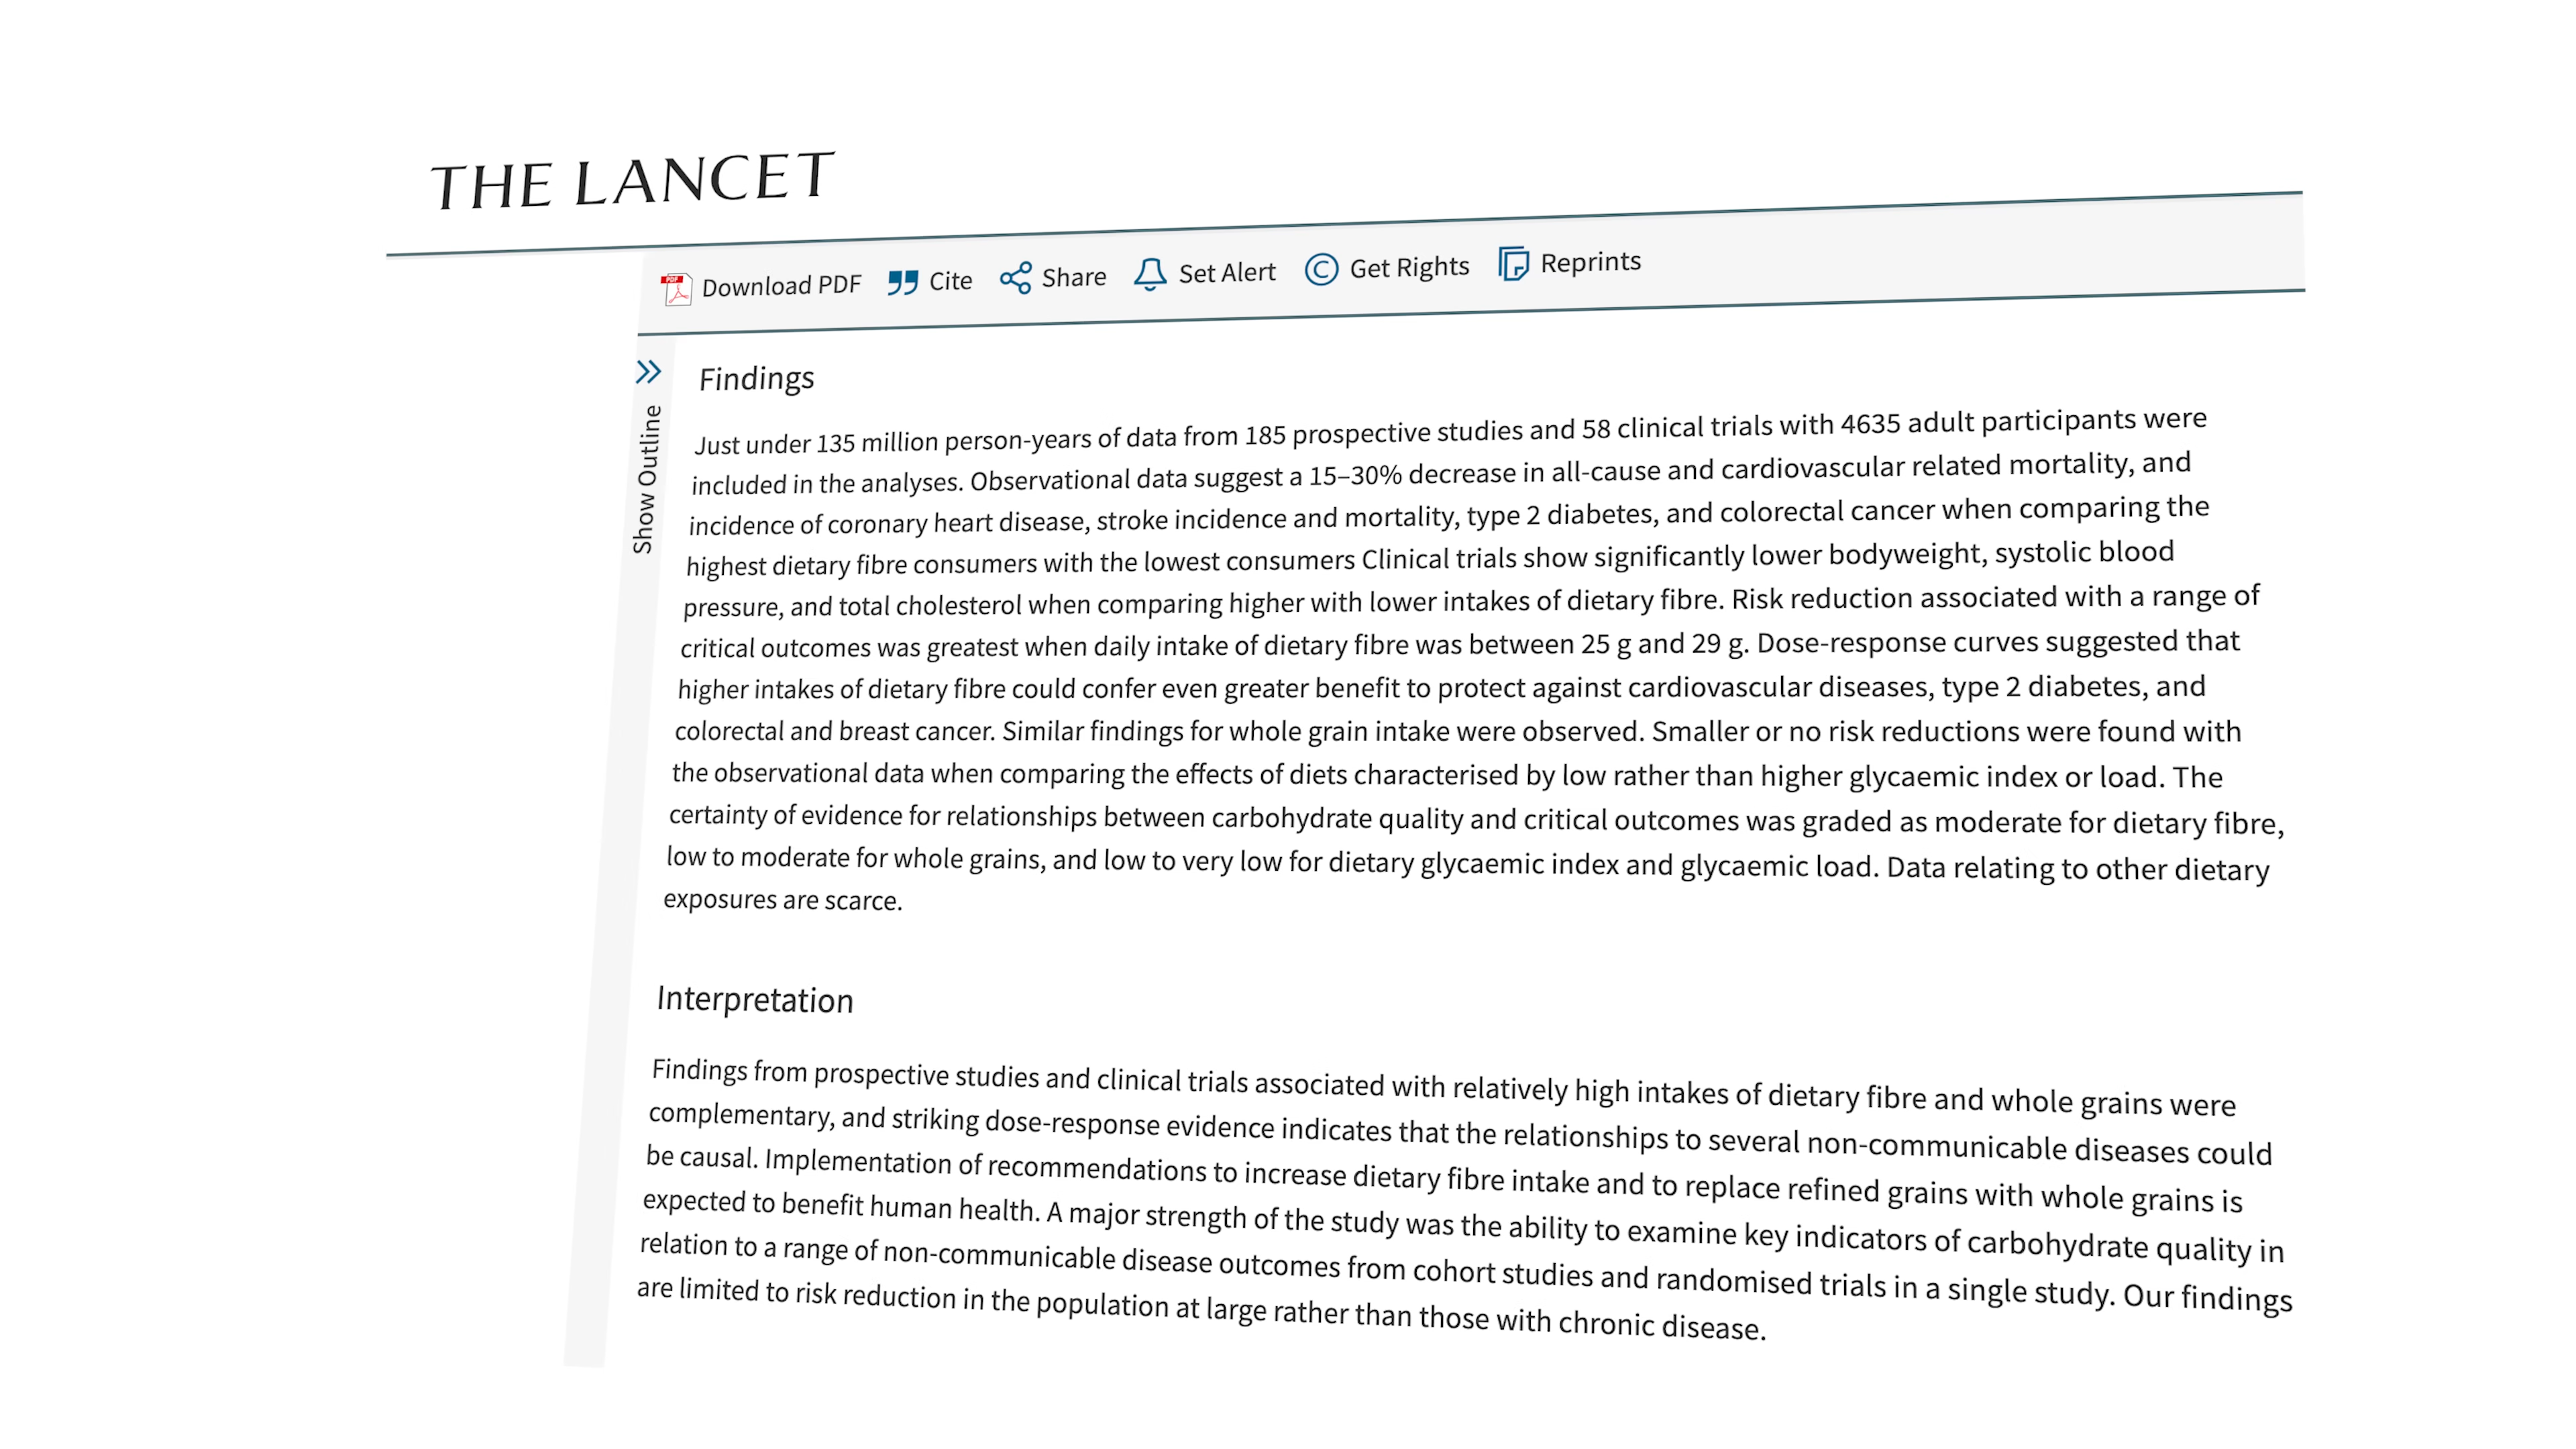 THE LANCET
Download PDF Cite Share Set Alert Get Rights Reprints
Show Outline
Findings
Just under 135 million person-years of data from 185 prospective studies and 58 clinical trials with 4635 adult participants were
included in the analyses. Observational data suggest a 15–30% decrease in all-cause and cardiovascular related mortality, and
incidence of coronary heart disease, stroke incidence and mortality, type 2 diabetes, and colorectal cancer when comparing the
highest dietary fibre consumers with the lowest consumers Clinical trials show significantly lower bodyweight, systolic blood
pressure, and total cholesterol when comparing higher with lower intakes of dietary fibre. Risk reduction associated with a range of
critical outcomes was greatest when daily intake of dietary fibre was between 25 g and 29 g. Dose-response curves suggested that
higher intakes of dietary fibre could confer even greater benefit to protect against cardiovascular diseases, type 2 diabetes, and
colorectal and breast cancer. Similar findings for whole grain intake were observed. Smaller or no risk reductions were found with
the observational data when comparing the effects of diets characterised by low rather than higher glycaemic index or load. The
certainty of evidence for relationships between carbohydrate quality and critical outcomes was graded as moderate for dietary fibre,
low to moderate for whole grains, and low to very low for dietary glycaemic index and glycaemic load. Data relating to other dietary
exposures are scarce.
Interpretation
Findings from prospective studies and clinical trials associated with relatively high intakes of dietary fibre and whole grains were
complementary, and striking dose-response evidence indicates that the relationships to several non-communicable diseases could
be causal. Implementation of recommendations to increase dietary fibre intake and to replace refined grains with whole grains is
expected to benefit human health. A major strength of the study was the ability to examine key indicators of carbohydrate quality in
relation to a range of non-communicable disease outcomes from cohort studies and randomised trials in a single study. Our findings
are limited to risk reduction in the population at large rather than those with chronic disease.